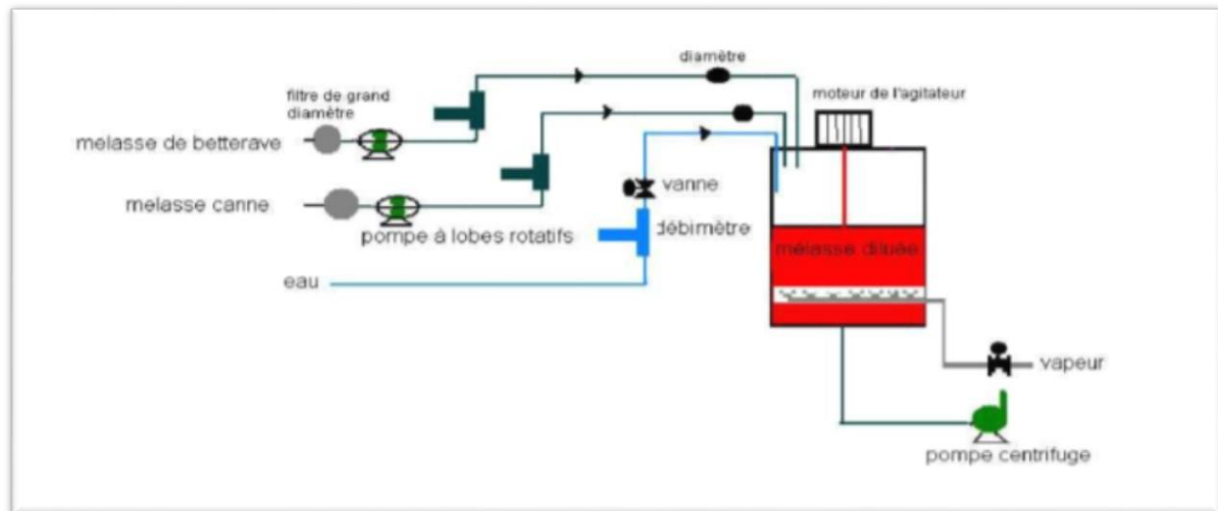 diamètre
filtre de grand
diamètre
moteur de l'agitateur
melasse de betterave
vanne
melasse canne
pompe à lobes rotatifs
débimètre
mélasse diluée
eau
vapeur
pompe centrifuge